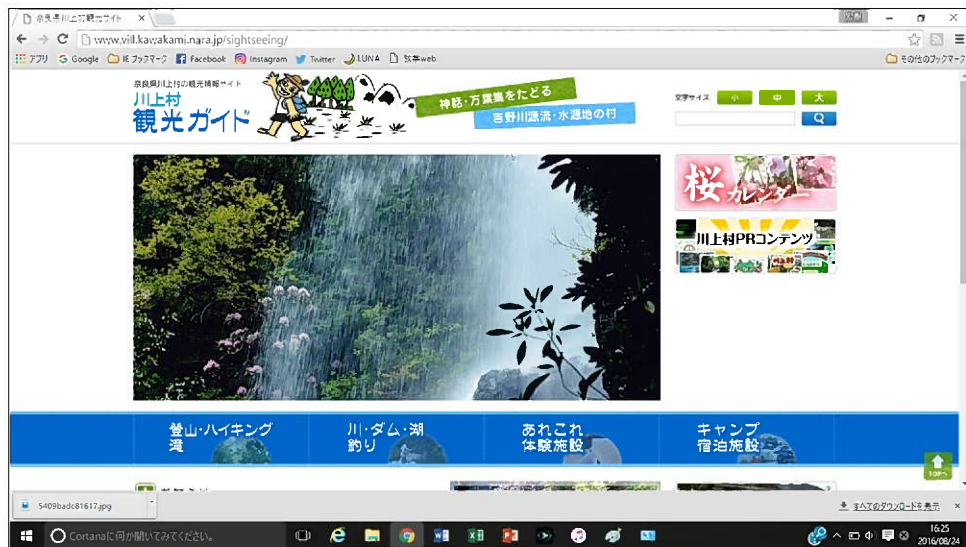 奈良県川上村観光サイト
www.vill.kawakami.nara.jp/sightseeing/
アプリ Google IE ブックマーク Facebook Instagram Twitter LUNA
その他のブックマーク
奈良県川上村の観光情報サイト
川上村
観光ガイド
神話・万葉集をたどる
吉野川源流・水源地の村
文字サイズ 小 中 大
桜カレンダー
川上村PRコンテンツ
登山・ハイキング
滝
川・ダム・湖
釣り
あれこれ
体験施設
キャンプ
宿泊施設
TOPへ
5409badc81617.jpg
すべてのダウンロードを表示
Cortanaに何か聞いてみてください。
16:25
2016/08/24